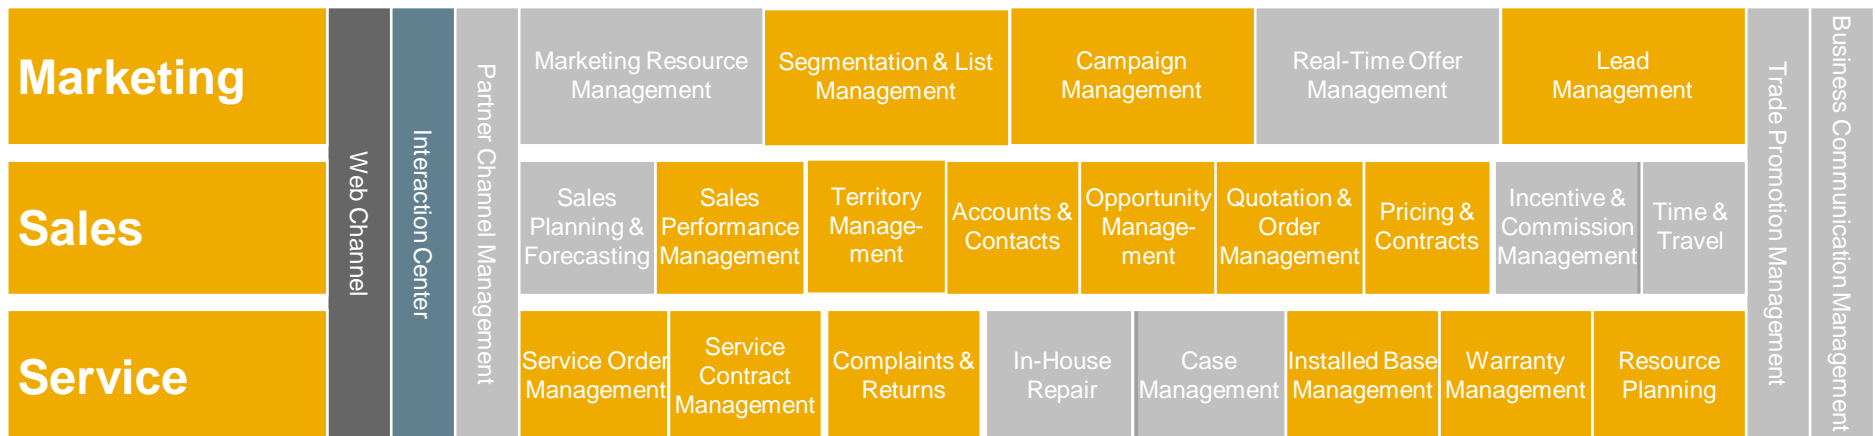 Marketing
Sales
Service
Web Channel
Interaction Center
Partner Channel Management
Marketing Resource
Management
Segmentation & List
Management
Campaign
Management
Real-Time Offer
Management
Lead
Management
Sales
Planning &
Forecasting
Sales
Performance
Management
Territory
Manage-
ment
Accounts &
Contacts
Opportunity
Manage-
ment
Quotation &
Order
Management
Pricing &
Contracts
Incentive &
Commission
Management
Time &
Travel
Service Order
Management
Service
Contract
Management
Complaints &
Returns
In-House
Repair
Case
Management
Installed Base
Management
Warranty
Management
Resource
Planning
Trade Promotion Management
Business Communication Management